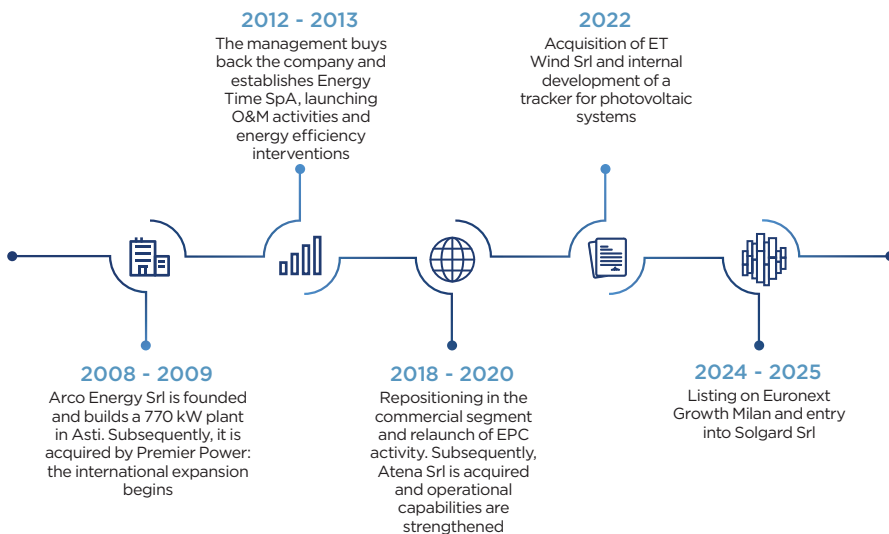 2012 - 2013
The management buys
back the company and
establishes Energy
Time SpA, launching
O&M activities and
energy efficiency
interventions
2022
Acquisition of ET
Wind Srl and internal
development of a
tracker for photovoltaic
systems
2008 - 2009
Arco Energy Srl is founded
and builds a 770 kW plant
in Asti. Subsequently, it is
acquired by Premier Power:
the international expansion
begins
2018 - 2020
Repositioning in the
commercial segment
and relaunch of EPC
activity. Subsequently,
Atena Srl is acquired
and operational
capabilities are
strengthened
2024 - 2025
Listing on Euronext
Growth Milan and entry
into Solgard Srl